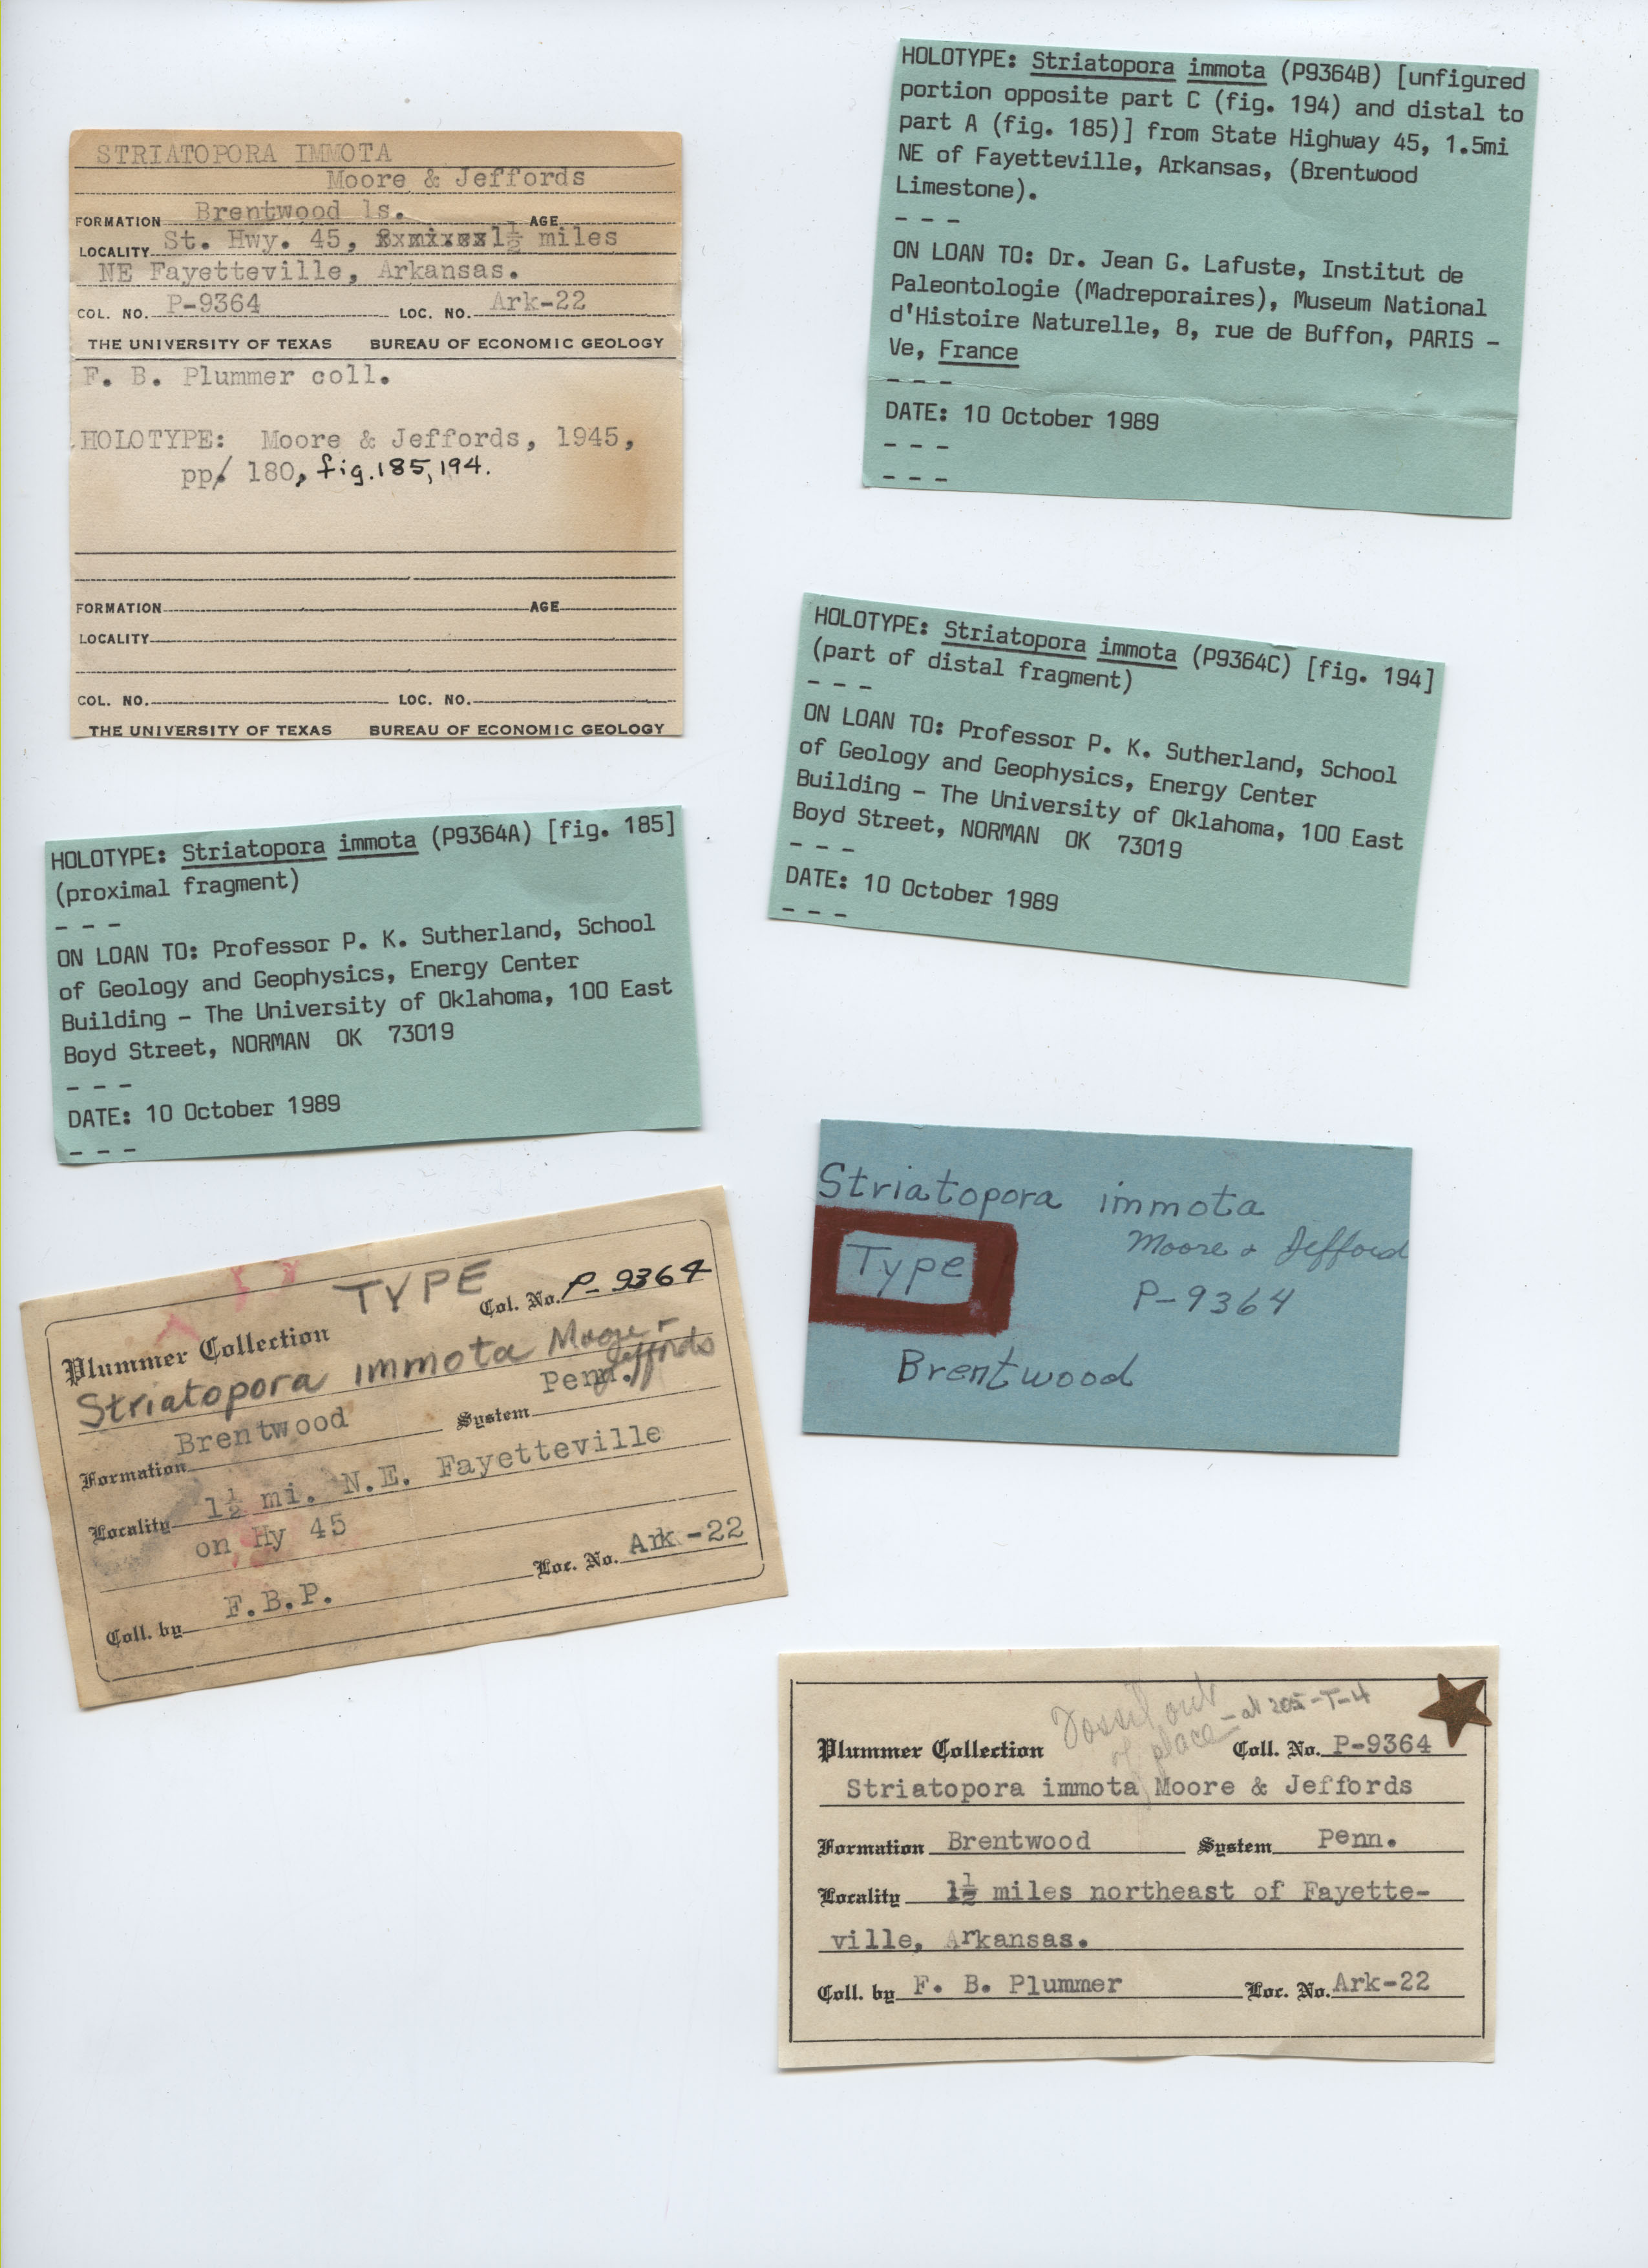 STRIATOPORA IMMOTA
Moore & Jeffords
FORMATION Brentwood ls. AGE
LOCALITY St. Hwy. 45, 1½ miles
NE Fayetteville, Arkansas.
COL. NO. P-9364 LOC. NO. Ark-22
THE UNIVERSITY OF TEXAS BUREAU OF ECONOMIC GEOLOGY
F. B. Plummer coll.
HOLOTYPE: Moore & Jeffords, 1945,
pp. 180, fig. 185, 194.
FORMATION AGE
LOCALITY
COL. NO. LOC. NO.
THE UNIVERSITY OF TEXAS BUREAU OF ECONOMIC GEOLOGY
HOLOTYPE: Striatopora immota (P9364B) [unfigured
portion opposite part C (fig. 194) and distal to
part A (fig. 185)] from State Highway 45, 1.5mi
NE of Fayetteville, Arkansas, (Brentwood
Limestone).
- - -
ON LOAN TO: Dr. Jean G. Lafuste, Institut de
Paleontologie (Madreporaires), Museum National
d'Histoire Naturelle, 8, rue de Buffon, PARIS -
Ve, France
- - -
DATE: 10 October 1989
- - -
- - -
HOLOTYPE: Striatopora immota (P9364C) [fig. 194]
(part of distal fragment)
- - -
ON LOAN TO: Professor P. K. Sutherland, School
of Geology and Geophysics, Energy Center
Building - The University of Oklahoma, 100 East
Boyd Street, NORMAN OK 73019
- - -
DATE: 10 October 1989
- - -
HOLOTYPE: Striatopora immota (P9364A) [fig. 185]
(proximal fragment)
- - -
ON LOAN TO: Professor P. K. Sutherland, School
of Geology and Geophysics, Energy Center
Building - The University of Oklahoma, 100 East
Boyd Street, NORMAN OK 73019
- - -
DATE: 10 October 1989
- - -
Striatopora immota
Moore & Jefford
Type
P-9364
Brentwood
TYPE
Plummer Collection Col. No. P-9364
Striatopora immota Moore & Jeffords
Formation Brentwood System Penn.
Locality 1½ mi. N.E. Fayetteville
on Hy 45
Coll. by F.B.P. Loc. No. Ark-22
Fossil out
of place - at 205-T-4
Plummer Collection Coll. No. P-9364
Striatopora immota Moore & Jeffords
Formation Brentwood System Penn.
Locality 1½ miles northeast of Fayette-
ville, Arkansas.
Coll. by F. B. Plummer Loc. No. Ark-22